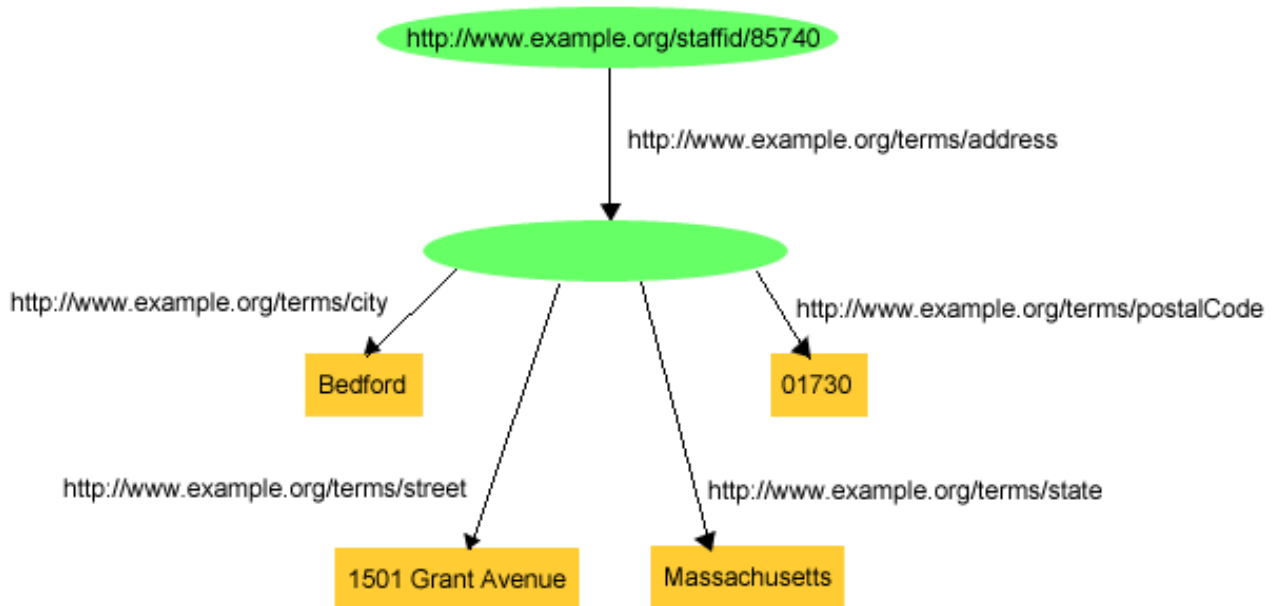 http://www.example.org/staffid/85740
http://www.example.org/terms/address
http://www.example.org/terms/city
http://www.example.org/terms/postalCode
Bedford
01730
http://www.example.org/terms/street
http://www.example.org/terms/state
1501 Grant Avenue
Massachusetts